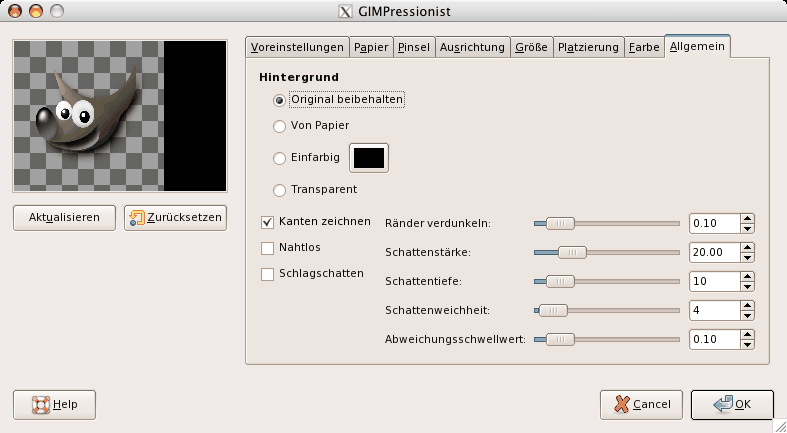 GIMPressionist
Voreinstellungen Papier Pinsel Ausrichtung Größe Platzierung Farbe Allgemein
Hintergrund
Original beibehalten
Von Papier
Einfarbig
Transparent
Aktualisieren Zurücksetzen
Kanten zeichnen Ränder verdunkeln: 0.10
Nahtlos Schattenstärke: 20.00
Schlagschatten Schattentiefe: 10
Schattenweichheit: 4
Abweichungsschwellwert: 0.10
Help Cancel OK